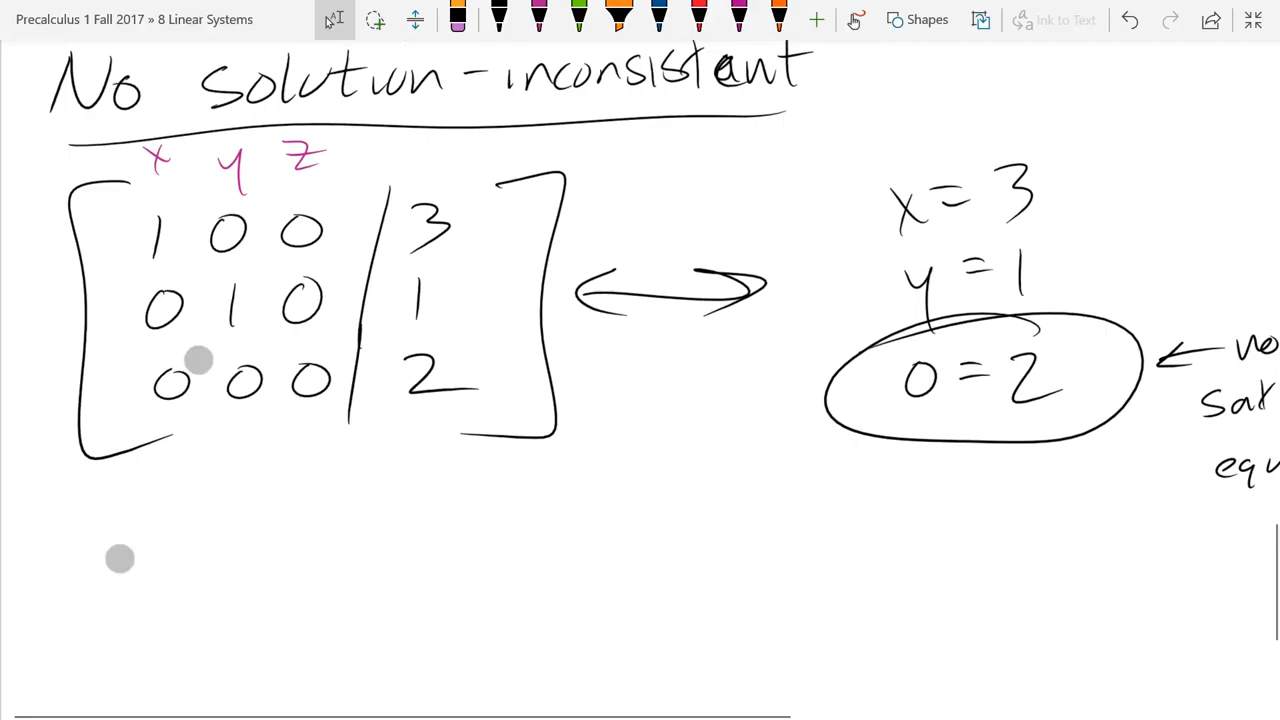 Precalculus 1 Fall 2017 » 8 Linear Systems
Shapes
Ink to Text
No solution - inconsistent
x y z
1 0 0 | 3
0 1 0 | 1
0 0 0 | 2
x = 3
y = 1
0 = 2